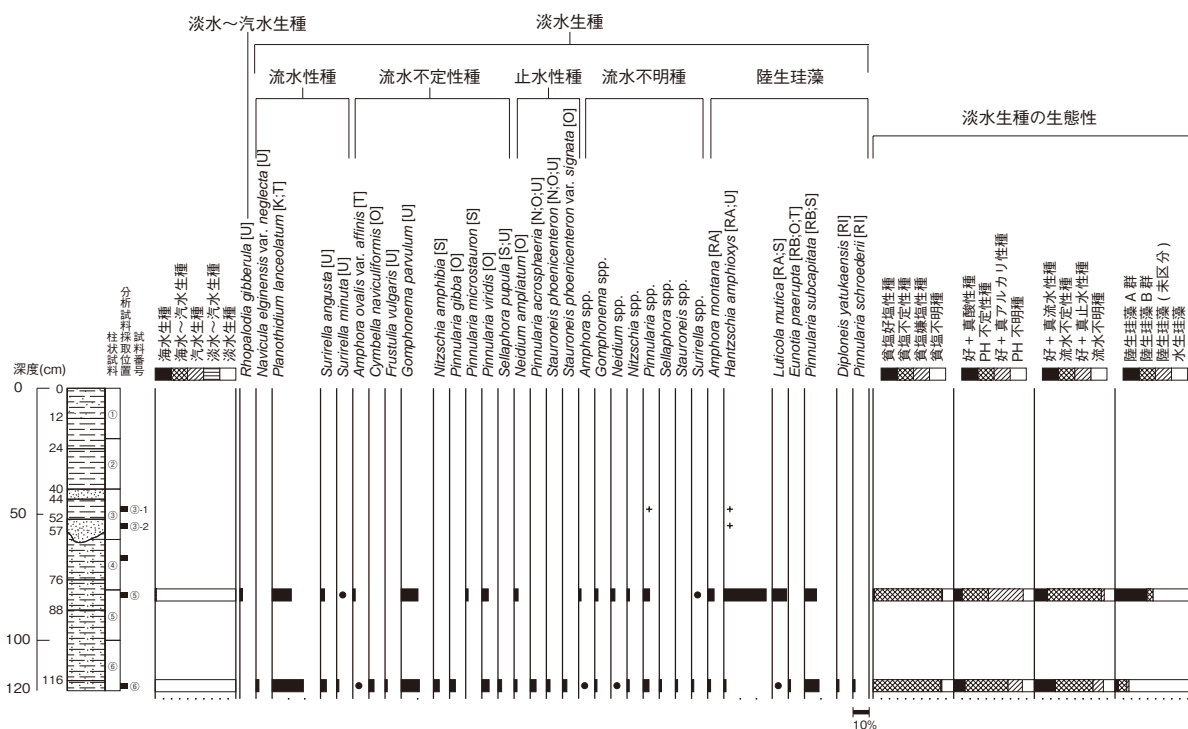 淡水～汽水生種
淡水生種
流水性種
流水不定性種
止水性種
流水不明種
陸生珪藻
淡水生種の生態性
深度(cm)
柱状試料
分析試料採取位置
試料番号
海水生種
海水～汽水生種
汽水生種
淡水～汽水生種
淡水生種
Rhopalodia gibberula [U]
Navicula elginensis var. neglecta [U]
Planothidium lanceolatum [K;T]
Surirella angusta [U]
Surirella minuta [U]
Amphora ovalis var. affinis [T]
Cymbella naviculiformis [O]
Frustulia vulgaris [U]
Gomphonema parvulum [U]
Nitzschia amphibia [S]
Pinnularia gibba [O]
Pinnularia microstauron [S]
Pinnularia viridis [O]
Sellaphora pupula [S;U]
Neidium ampliatum [O]
Pinnularia acrosphaeria [N;O;U]
Stauroneis phoenicenteron [N;O;U]
Stauroneis phoenicenteron var. signata [O]
Amphora spp.
Gomphonema spp.
Neidium spp.
Nitzschia spp.
Pinnularia spp.
Sellaphora spp.
Stauroneis spp.
Surirella spp.
Amphora montana [RA]
Hantzschia amphioxys [RA;U]
Luticola mutica [RA;S]
Eunotia praerupta [RB;O;T]
Pinnularia subcapitata [RB;S]
Diploneis yatukaensis [RI]
Pinnularia schroederii [RI]
貧塩好塩性種
貧塩不定性種
貧塩嫌塩性種
貧塩不明種
好＋真酸性種
PH 不定性種
好＋真アルカリ性種
PH 不明種
好＋真流水性種
流水不定性種
好＋真止水性種
流水不明種
陸生珪藻 A 群
陸生珪藻 B 群
陸生珪藻（未区分）
水生珪藻
0 0
12 ①
24 ②
40
44
50 ③ ③-1
52 ③-2
57
④
76
88 ⑤ ⑤
100
116 ⑥ ⑥
120
10%